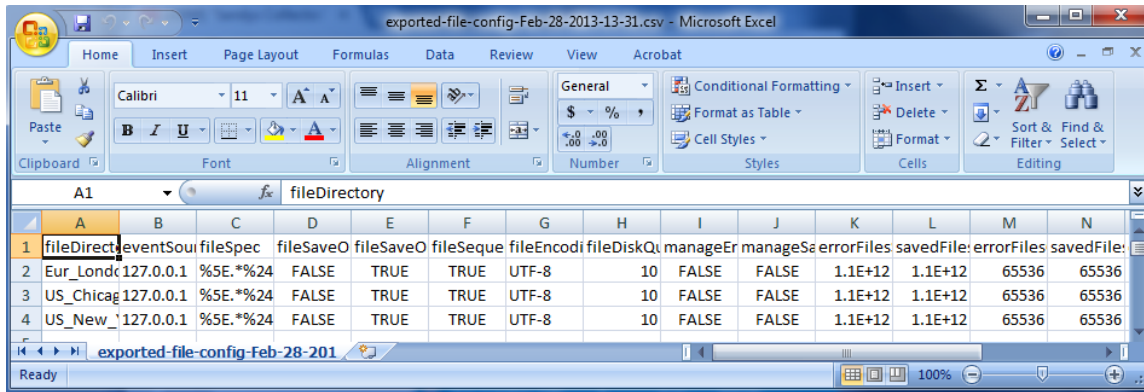 exported-file-config-Feb-28-2013-13-31.csv - Microsoft Excel
Home Insert Page Layout Formulas Data Review View Acrobat
Paste
Calibri 11 A A
B I U A
General
$ % ,
.0 .00
.00 .0
Conditional Formatting
Format as Table
Cell Styles
Insert
Delete
Format
Σ
Sort & Filter
Find & Select
Clipboard Font Alignment Number Styles Cells Editing
A1 fx fileDirectory
A B C D E F G H I J K L M N
1 fileDirect eventSou fileSpec fileSaveO fileSaveO fileSeque fileEncodi fileDiskQu manageEr manageSa errorFiles savedFile errorFiles savedFile
2 Eur_Londo 127.0.0.1 %5E.*%24 FALSE TRUE TRUE UTF-8 10 FALSE FALSE 1.1E+12 1.1E+12 65536 65536
3 US_Chicag 127.0.0.1 %5E.*%24 FALSE TRUE TRUE UTF-8 10 FALSE FALSE 1.1E+12 1.1E+12 65536 65536
4 US_New_ 127.0.0.1 %5E.*%24 FALSE TRUE TRUE UTF-8 10 FALSE FALSE 1.1E+12 1.1E+12 65536 65536
exported-file-config-Feb-28-201
Ready 100%